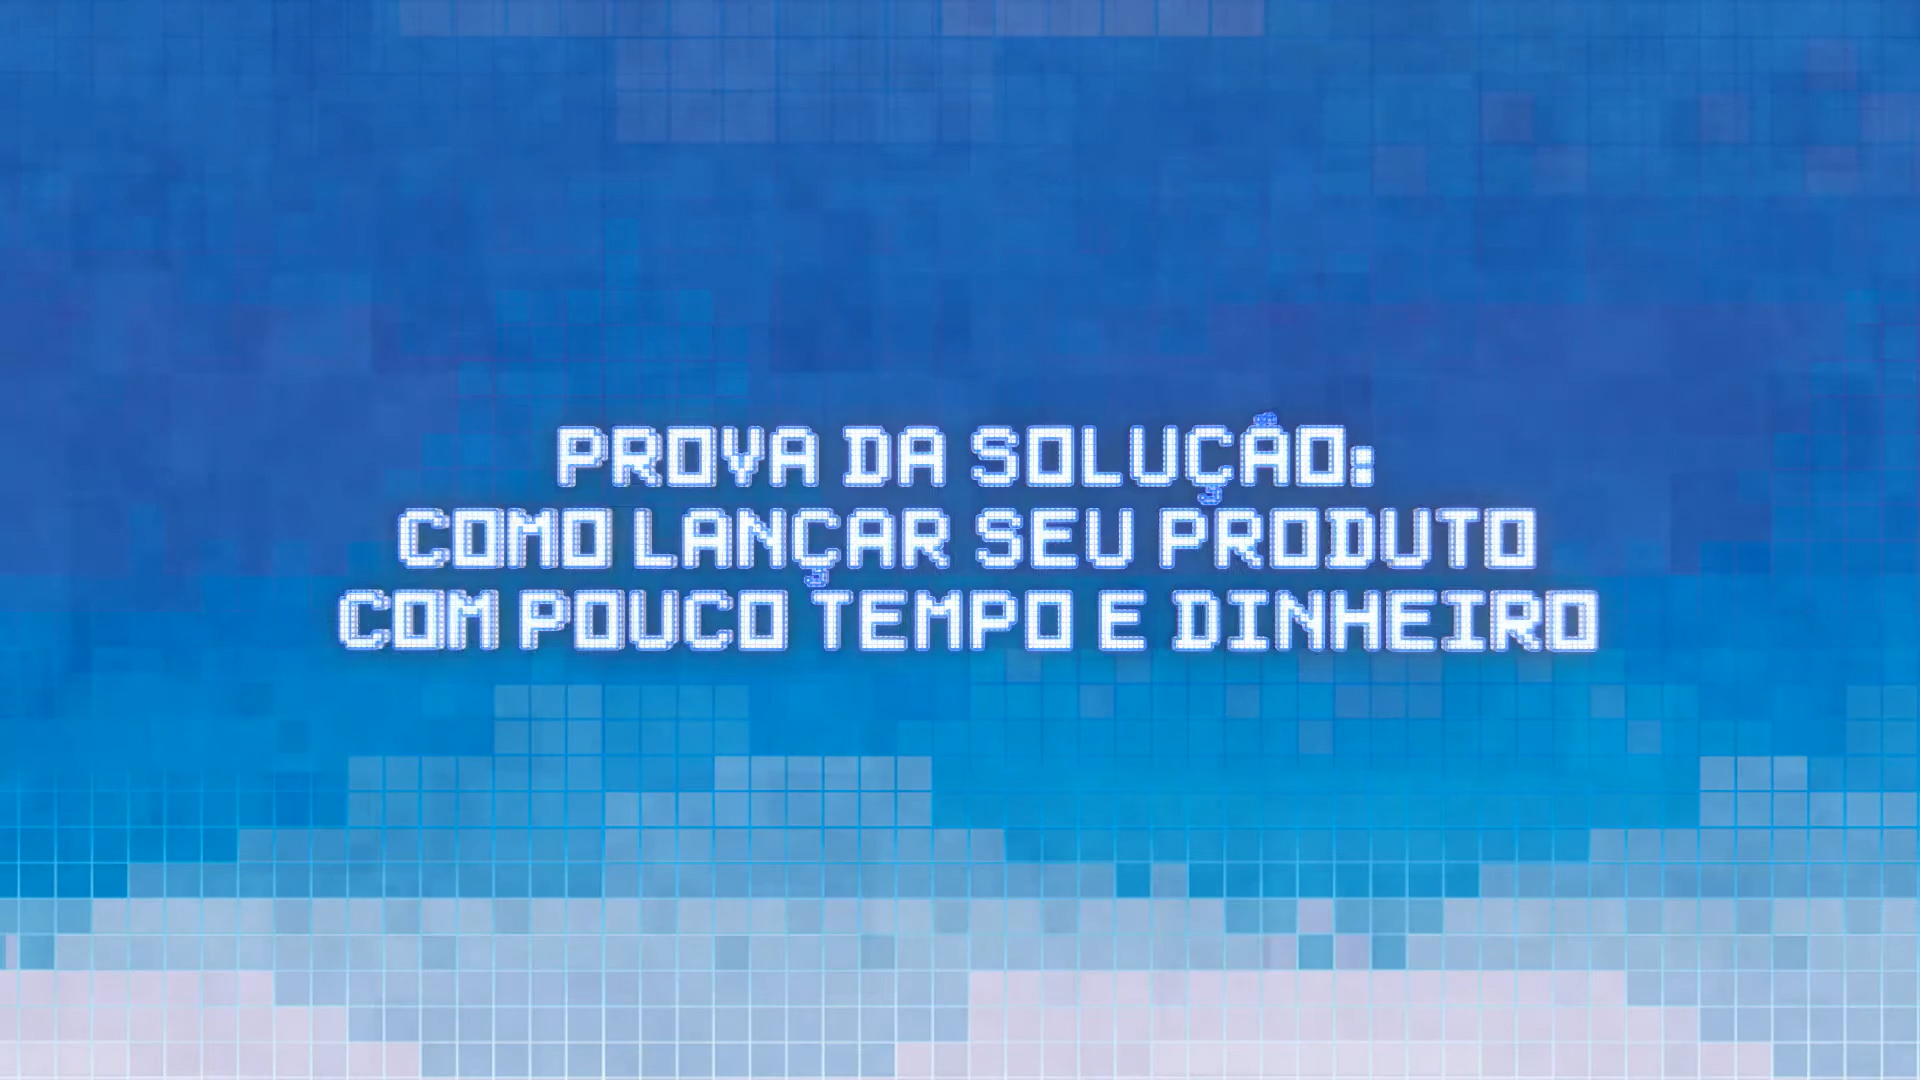 PROVA DA SOLUÇÃO:
COMO LANÇAR SEU PRODUTO
COM POUCO TEMPO E DINHEIRO